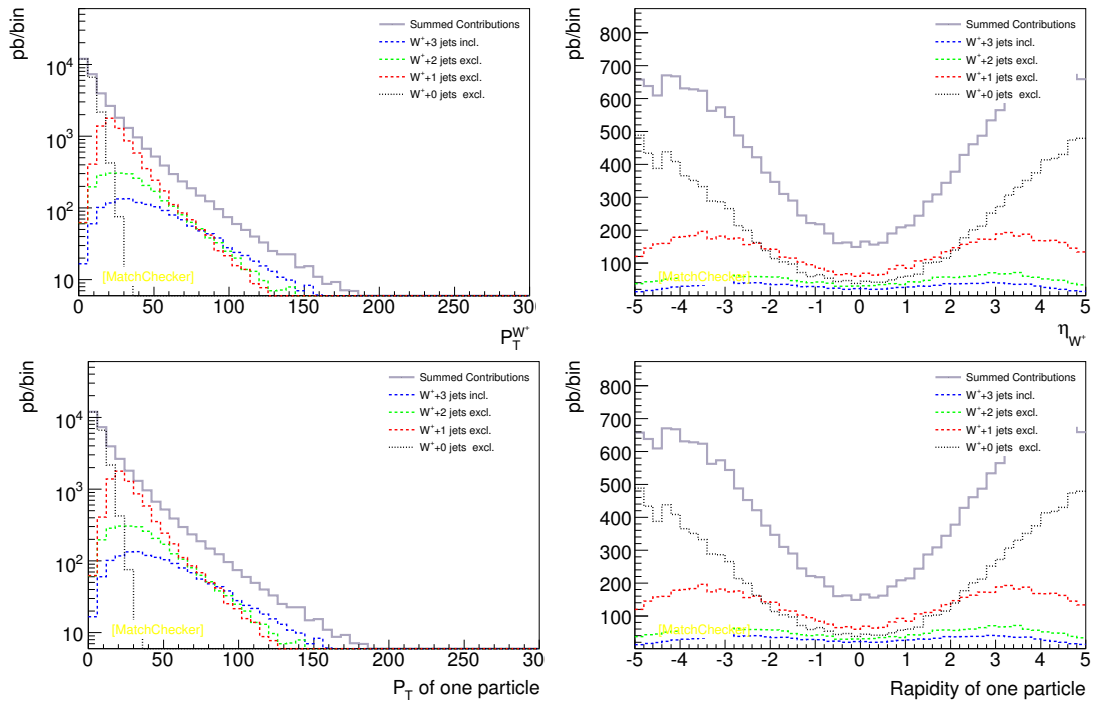 pb/bin
Summed Contributions
W⁺+3 jets incl.
W⁺+2 jets excl.
W⁺+1 jets excl.
W⁺+0 jets excl.
10⁴
10³
10²
10
[MatchChecker]
0 50 100 150 200 250 300
P_T^W⁺
pb/bin
Summed Contributions
W⁺+3 jets incl.
W⁺+2 jets excl.
W⁺+1 jets excl.
W⁺+0 jets excl.
800
700
600
500
400
300
200
100
0
[MatchChecker]
-5 -4 -3 -2 -1 0 1 2 3 4 5
η_W⁺
pb/bin
Summed Contributions
W⁺+3 jets incl.
W⁺+2 jets excl.
W⁺+1 jets excl.
W⁺+0 jets excl.
10⁴
10³
10²
10
[MatchChecker]
0 50 100 150 200 250 300
P_T of one particle
pb/bin
Summed Contributions
W⁺+3 jets incl.
W⁺+2 jets excl.
W⁺+1 jets excl.
W⁺+0 jets excl.
800
700
600
500
400
300
200
100
0
[MatchChecker]
-5 -4 -3 -2 -1 0 1 2 3 4 5
Rapidity of one particle